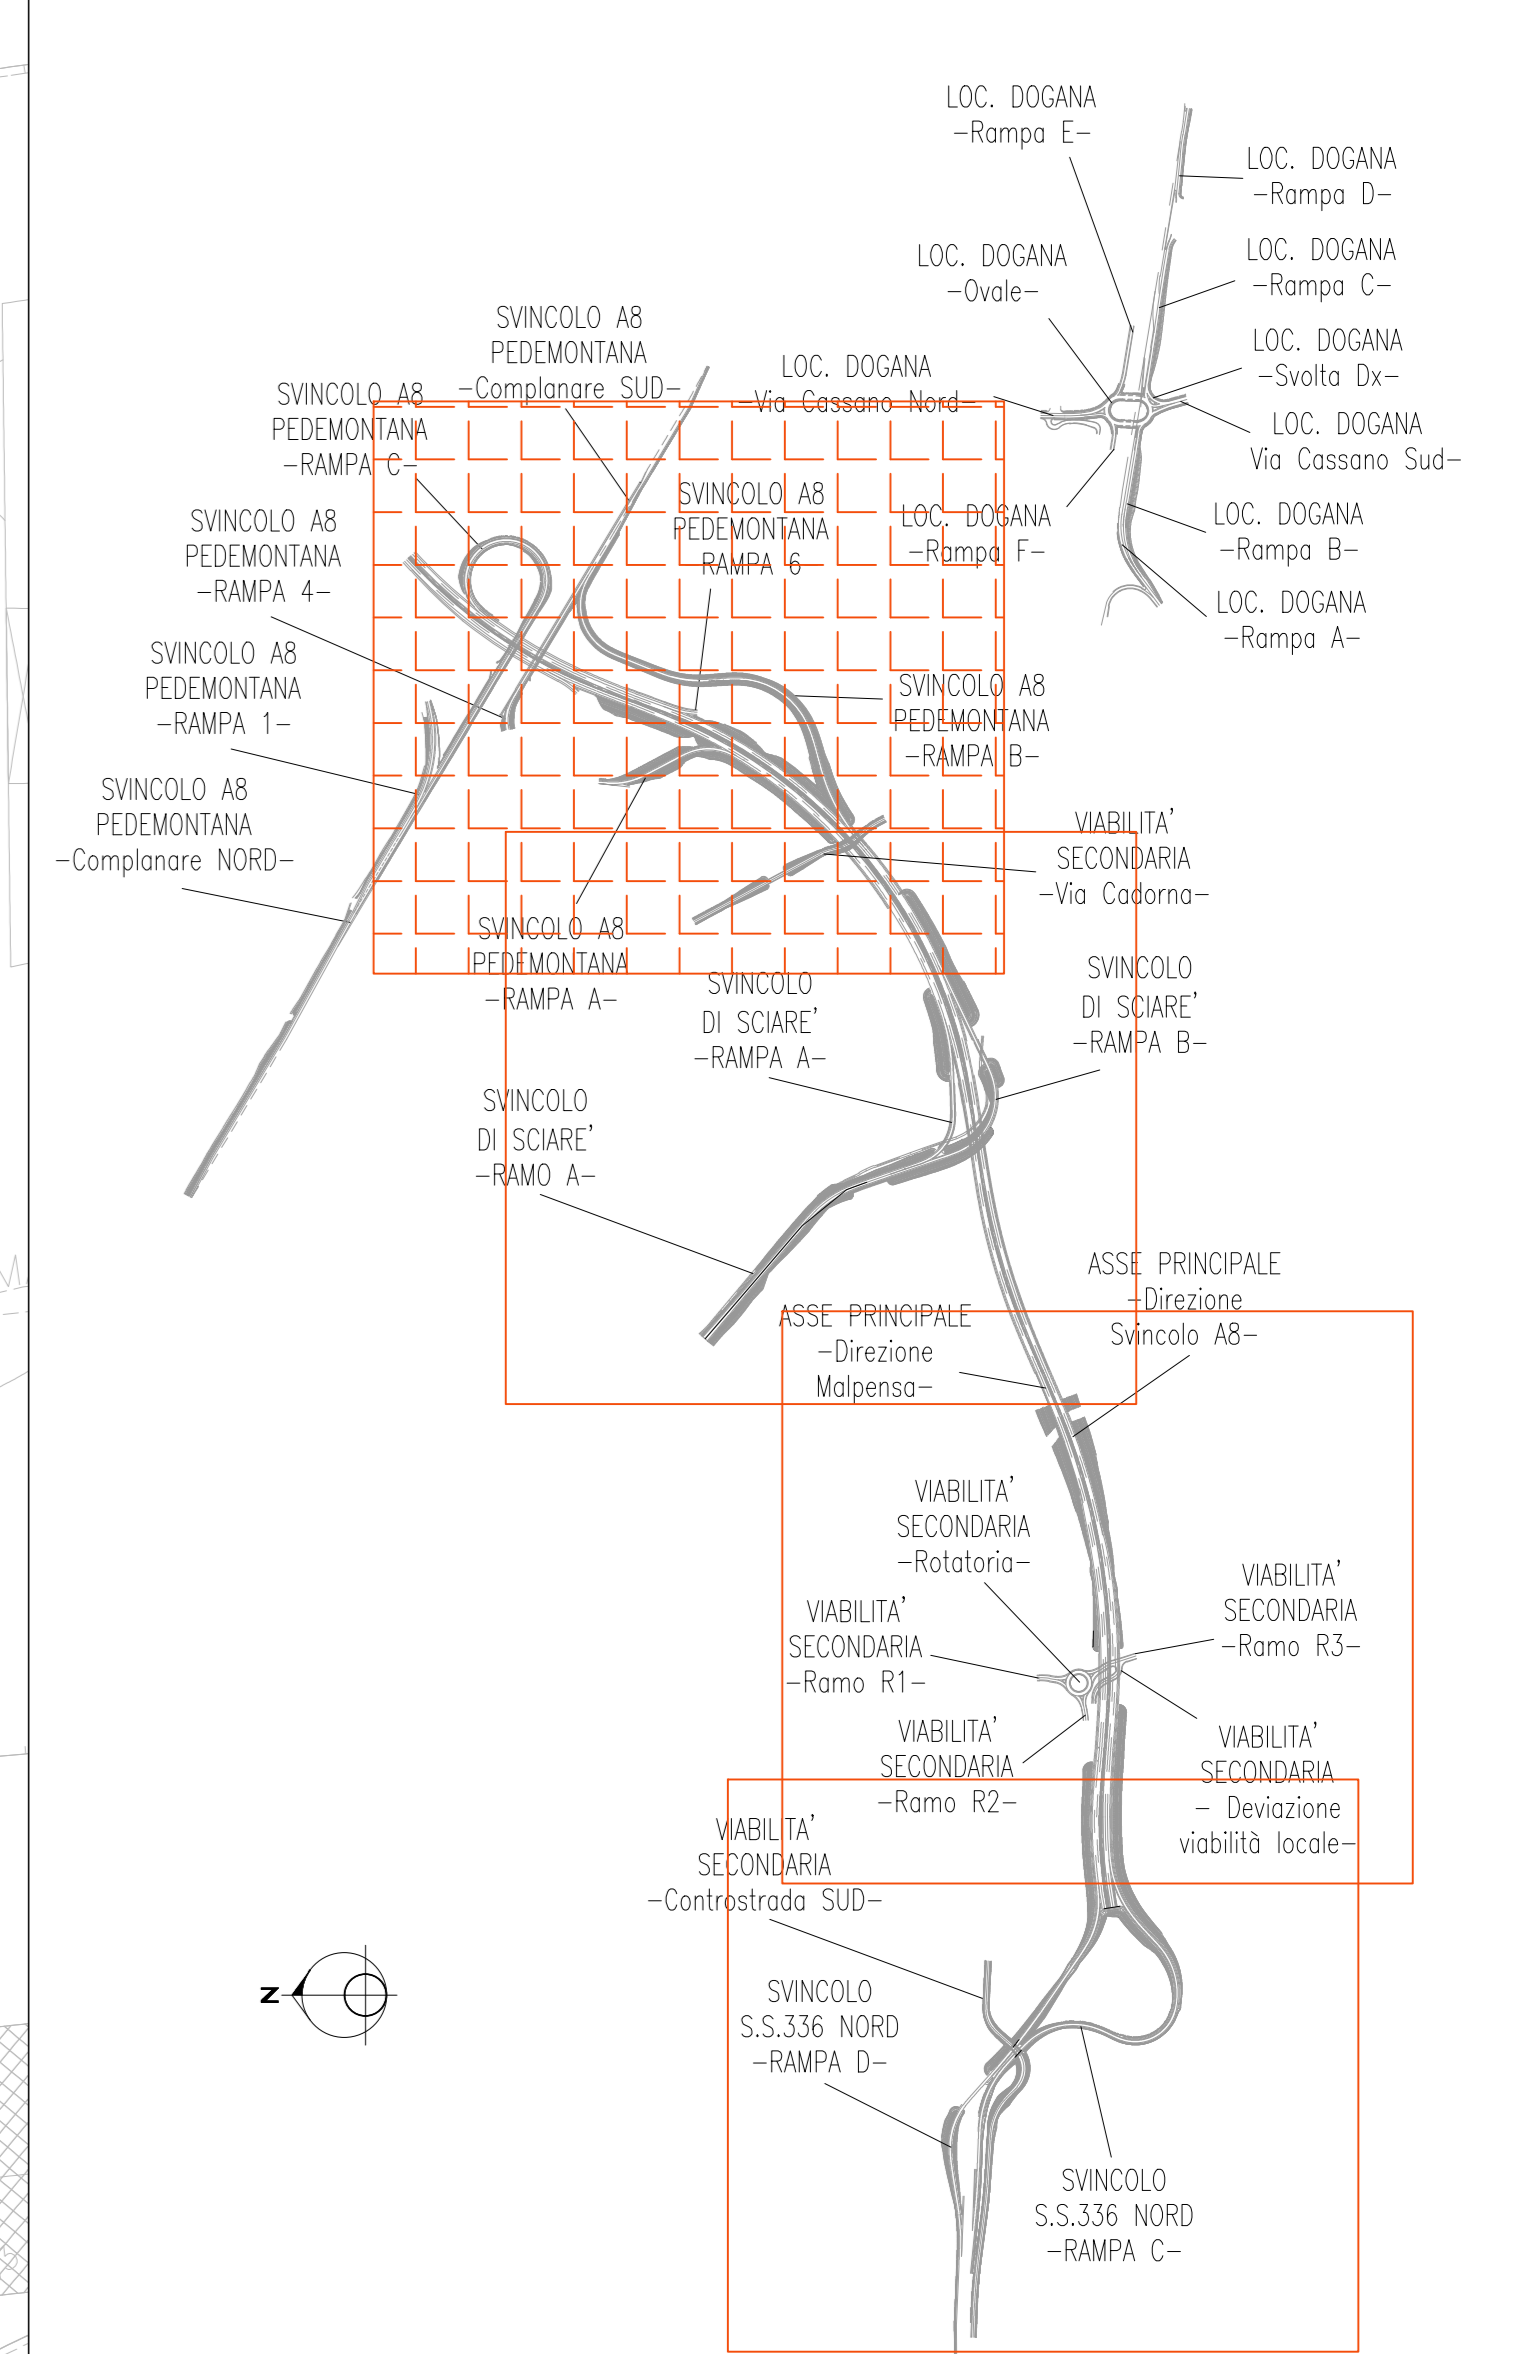 LOC. DOGANA
-Rampa E-
LOC. DOGANA
-Rampa D-
LOC. DOGANA
-Ovale-
LOC. DOGANA
-Rampa C-
SVINCOLO A8
PEDEMONTANA
-Complanare SUD-
LOC. DOGANA
-Svolta Dx-
LOC. DOGANA
-Via Cassano Nord-
SVINCOLO A8
PEDEMONTANA
-RAMPA C-
LOC. DOGANA
Via Cassano Sud-
SVINCOLO A8
PEDEMONTANA
RAMPA 6
LOC. DOGANA
-Rampa F-
LOC. DOGANA
-Rampa B-
SVINCOLO A8
PEDEMONTANA
-RAMPA 4-
LOC. DOGANA
-Rampa A-
SVINCOLO A8
PEDEMONTANA
-RAMPA 1-
SVINCOLO A8
PEDEMONTANA
-RAMPA B-
SVINCOLO A8
PEDEMONTANA
-Complanare NORD-
VIABILITA'
SECONDARIA
-Via Cadorna-
SVINCOLO A8
PEDEMONTANA
-RAMPA A-
SVINCOLO
DI SCIARE'
-RAMPA A-
SVINCOLO
DI SCIARE'
-RAMPA B-
SVINCOLO
DI SCIARE'
-RAMO A-
ASSE PRINCIPALE
-Direzione
Svincolo A8-
ASSE PRINCIPALE
-Direzione
Malpensa-
VIABILITA'
SECONDARIA
-Rotatoria-
VIABILITA'
SECONDARIA
-Ramo R3-
VIABILITA'
SECONDARIA
-Ramo R1-
VIABILITA'
SECONDARIA
-Ramo R2-
VIABILITA'
SECONDARIA
- Deviazione
viabilità locale-
VIABILITA'
SECONDARIA
-Controstrada SUD-
N
SVINCOLO
S.S.336 NORD
-RAMPA D-
SVINCOLO
S.S.336 NORD
-RAMPA C-